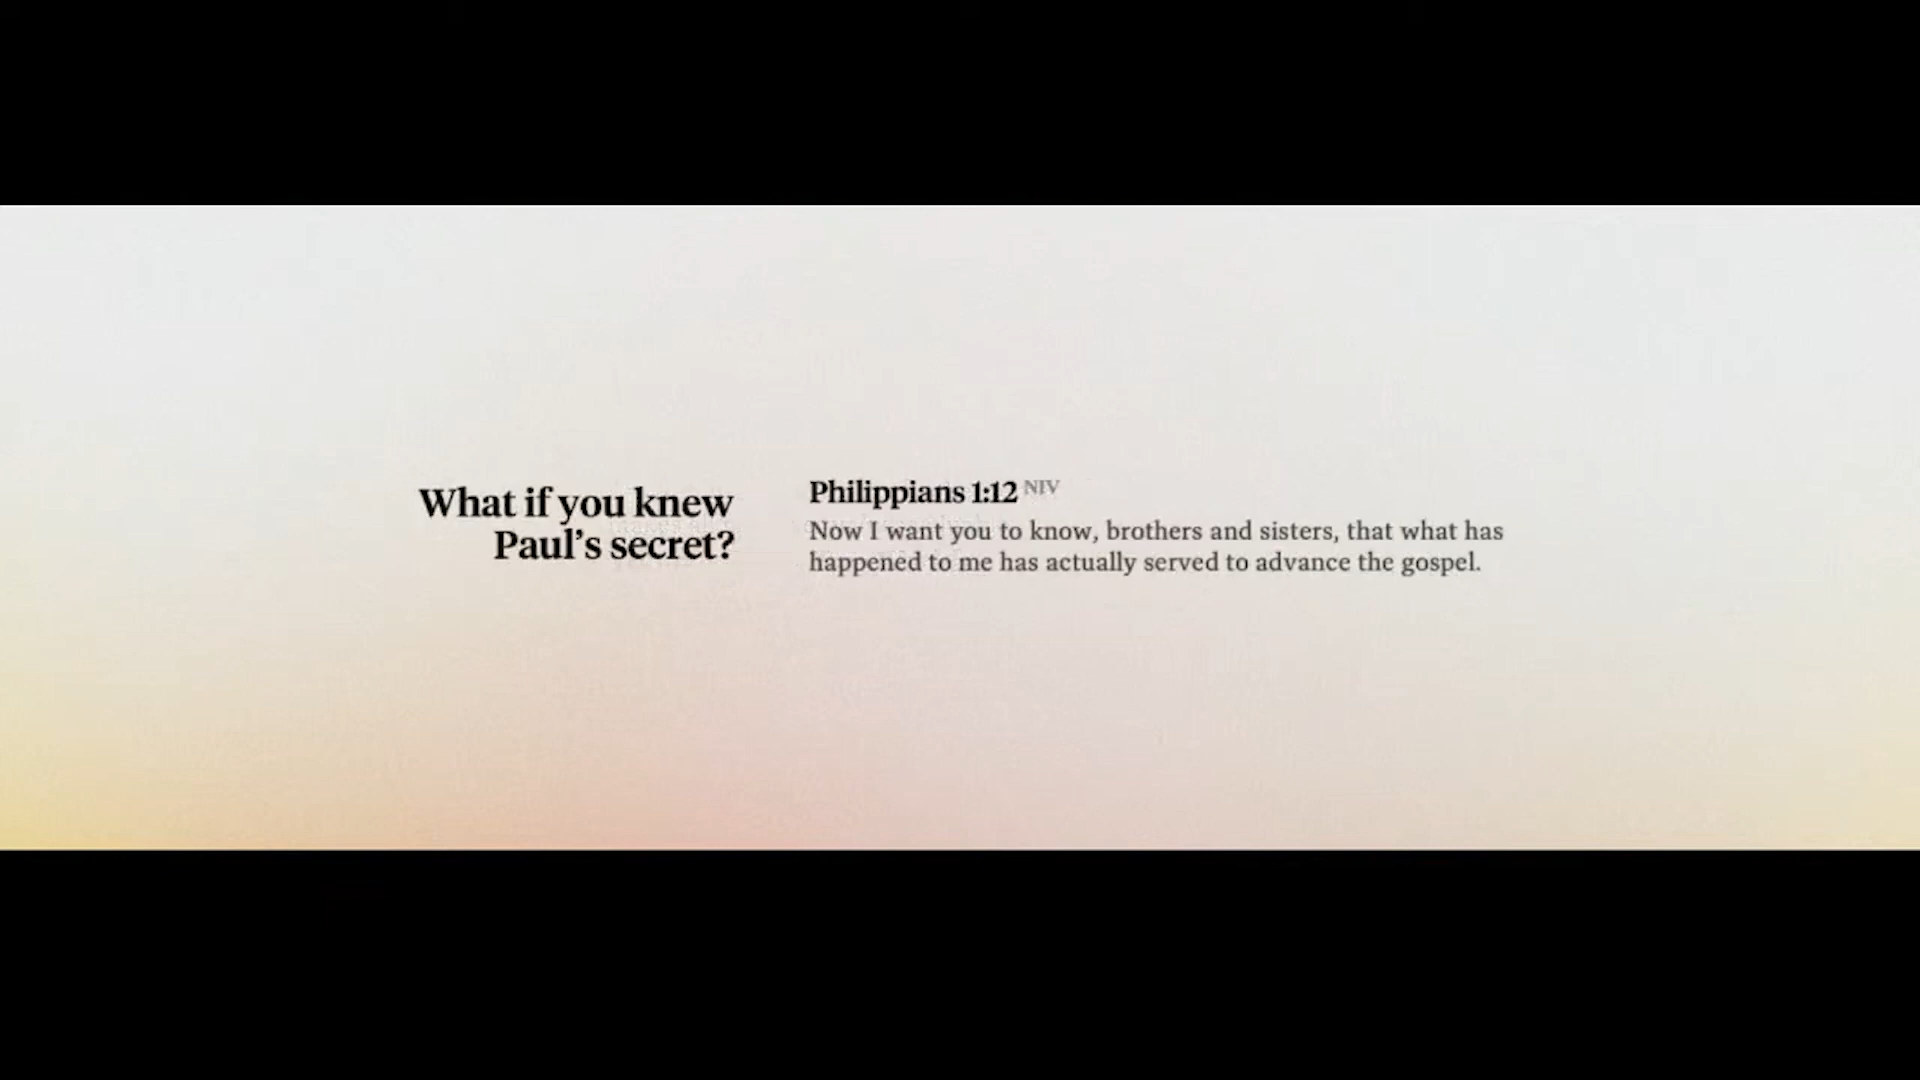 What if you knew
Paul's secret?
Philippians 1:12 NIV
Now I want you to know, brothers and sisters, that what has
happened to me has actually served to advance the gospel.